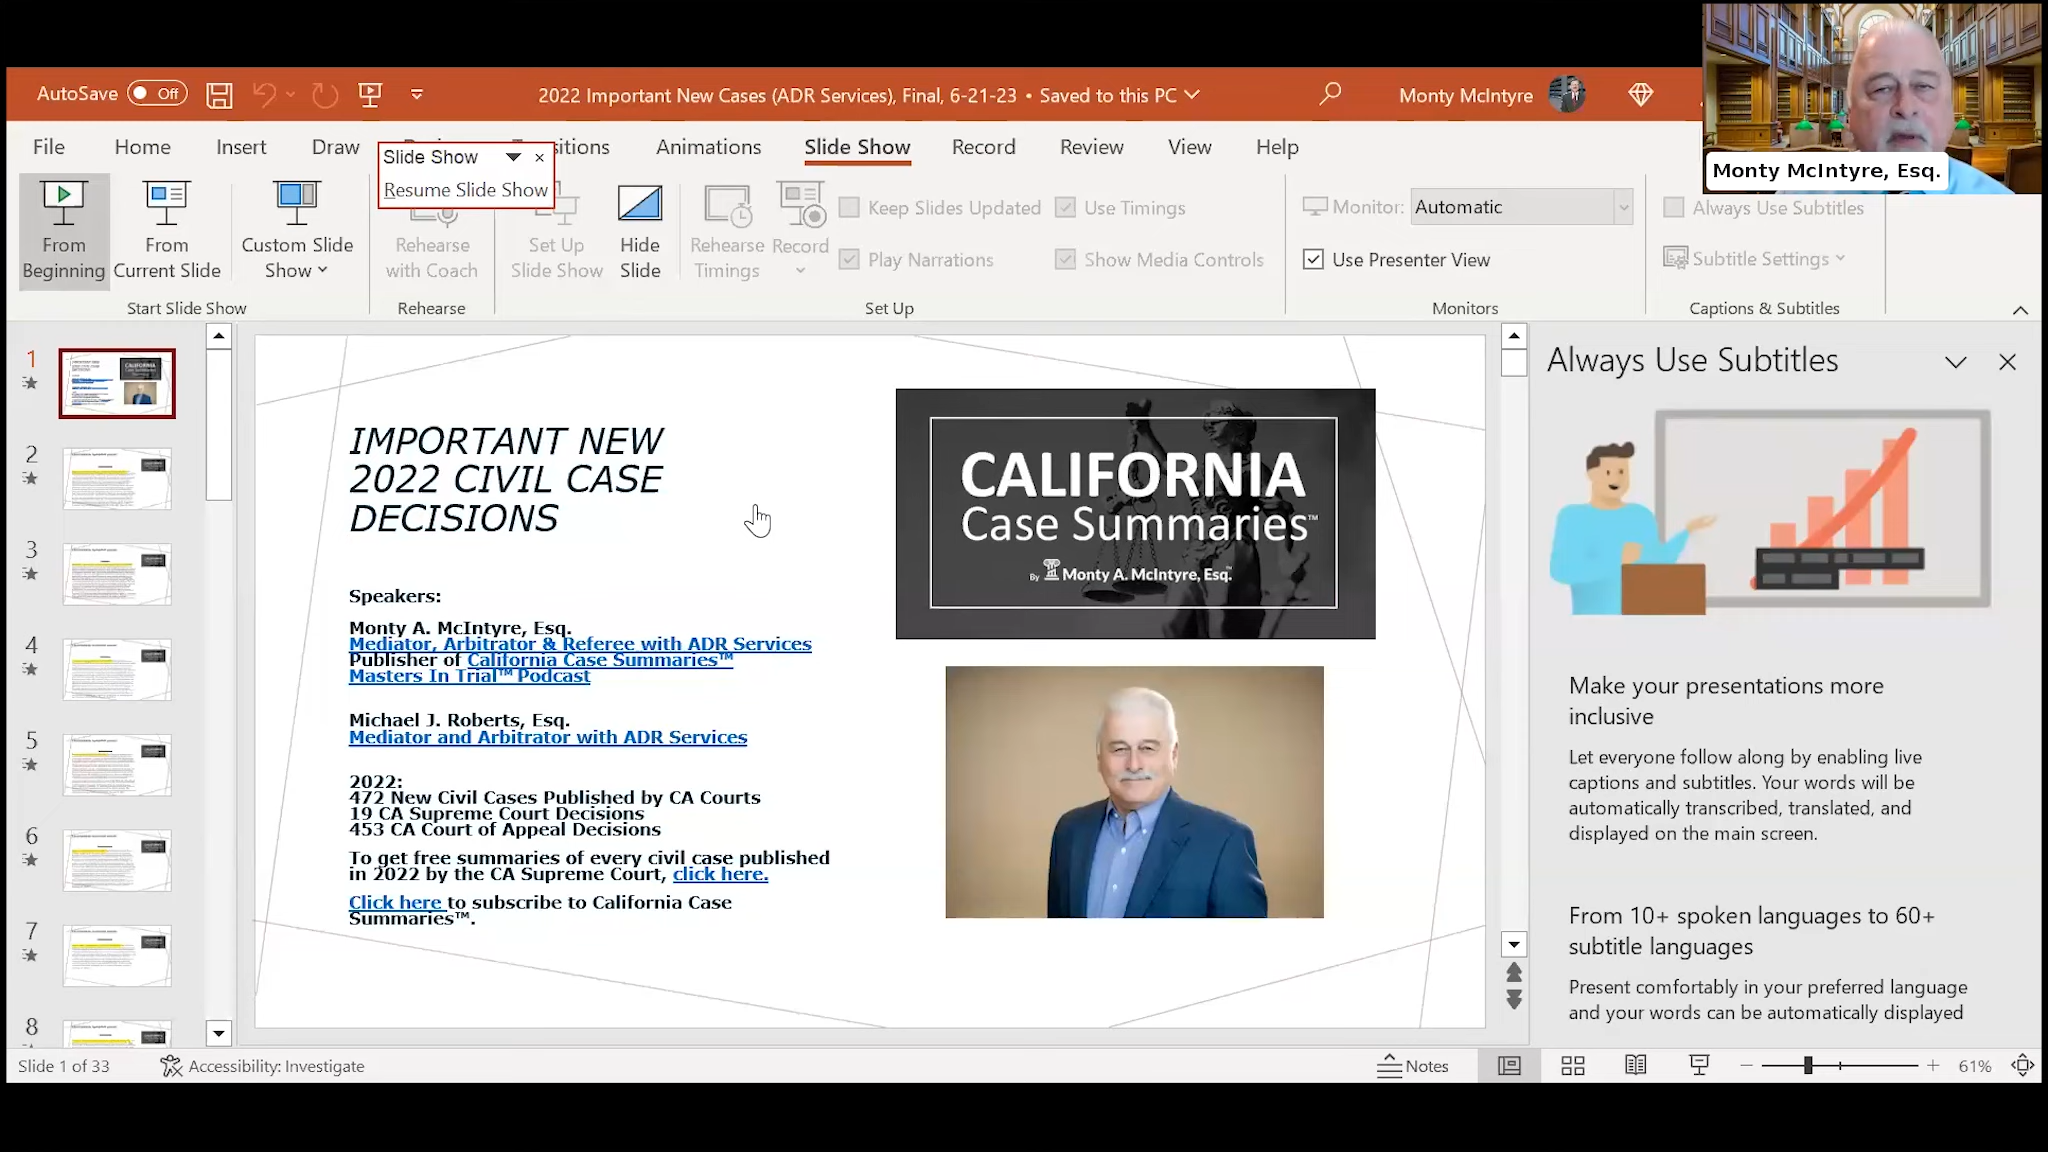 AutoSave Off
2022 Important New Cases (ADR Services), Final, 6-21-23 • Saved to this PC
Monty McIntyre
Monty McIntyre, Esq.
File Home Insert Draw Transitions Animations Slide Show Record Review View Help
Slide Show
Resume Slide Show
From Beginning
From Current Slide
Custom Slide Show
Rehearse with Coach
Set Up Slide Show
Hide Slide
Rehearse Timings
Record
Keep Slides Updated
Use Timings
Play Narrations
Show Media Controls
Monitor: Automatic
Use Presenter View
Always Use Subtitles
Subtitle Settings
Start Slide Show
Rehearse
Set Up
Monitors
Captions & Subtitles
1
2
3
4
5
6
7
8
IMPORTANT NEW
2022 CIVIL CASE
DECISIONS
Speakers:
Monty A. McIntyre, Esq.
Mediator, Arbitrator & Referee with ADR Services
Publisher of California Case Summaries™
Masters In Trial™ Podcast
Michael J. Roberts, Esq.
Mediator and Arbitrator with ADR Services
2022:
472 New Civil Cases Published by CA Courts
19 CA Supreme Court Decisions
453 CA Court of Appeal Decisions
To get free summaries of every civil case published
in 2022 by the CA Supreme Court, click here.
Click here to subscribe to California Case
Summaries™.
CALIFORNIA
Case Summaries™
By Monty A. McIntyre, Esq.™
Always Use Subtitles
Make your presentations more
inclusive
Let everyone follow along by enabling live
captions and subtitles. Your words will be
automatically transcribed, translated, and
displayed on the main screen.
From 10+ spoken languages to 60+
subtitle languages
Present comfortably in your preferred language
and your words can be automatically displayed
Slide 1 of 33
Accessibility: Investigate
Notes
61%